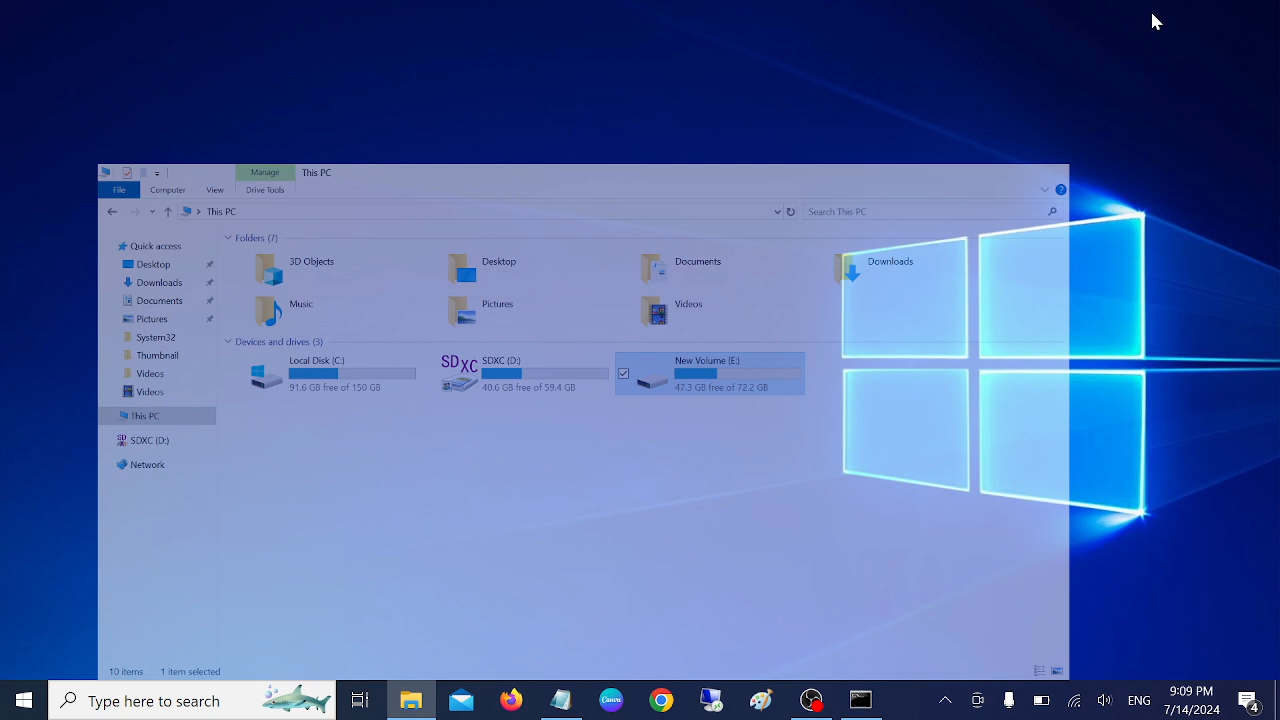 Manage
This PC
File
Computer
View
Drive Tools
This PC
Search This PC
Quick access
Desktop
Downloads
Documents
Pictures
System32
Thumbnail
Videos
Videos
This PC
SDXC (D:)
Network
Folders (7)
3D Objects
Desktop
Documents
Downloads
Music
Pictures
Videos
Devices and drives (3)
Local Disk (C:)
91.6 GB free of 150 GB
SDXC
SDXC (D:)
40.6 GB free of 59.4 GB
New Volume (E:)
47.3 GB free of 72.2 GB
10 items
1 item selected
Type here to search
Canva
ENG
9:09 PM
7/14/2024
4